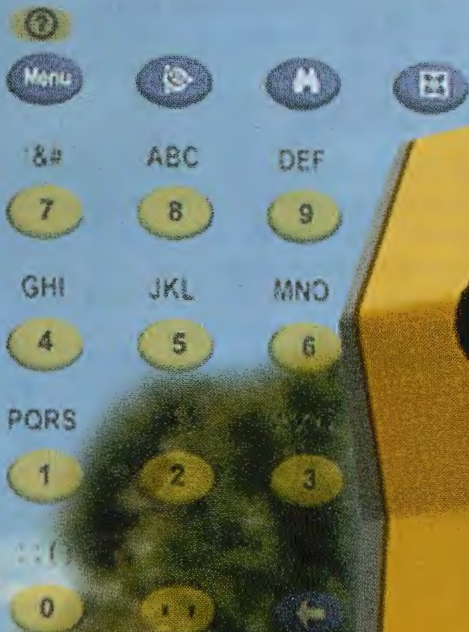 ?
Menu
'&# ABC DEF
7 8 9
GHI JKL MNO
4 5 6
PQRS
1 2 3
0